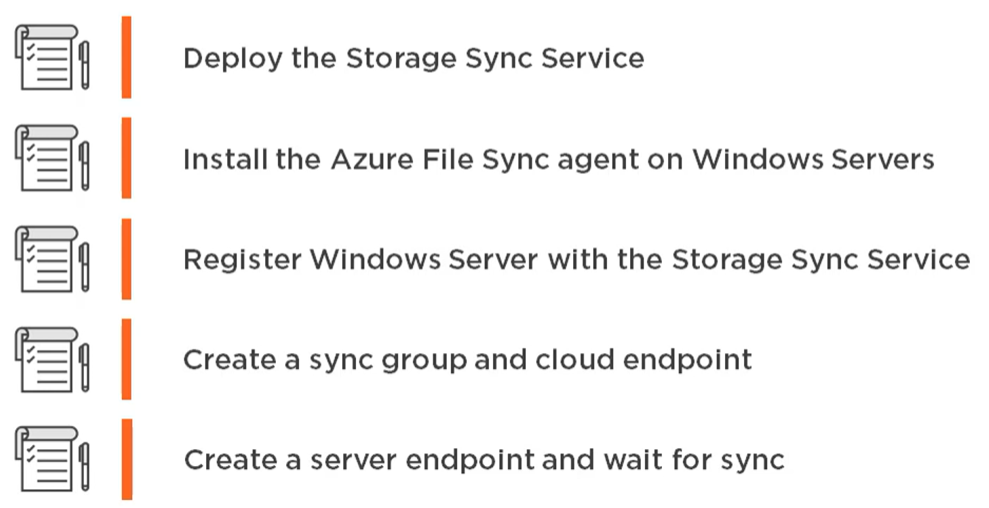 Deploy the Storage Sync Service
Install the Azure File Sync agent on Windows Servers
Register Windows Server with the Storage Sync Service
Create a sync group and cloud endpoint
Create a server endpoint and wait for sync